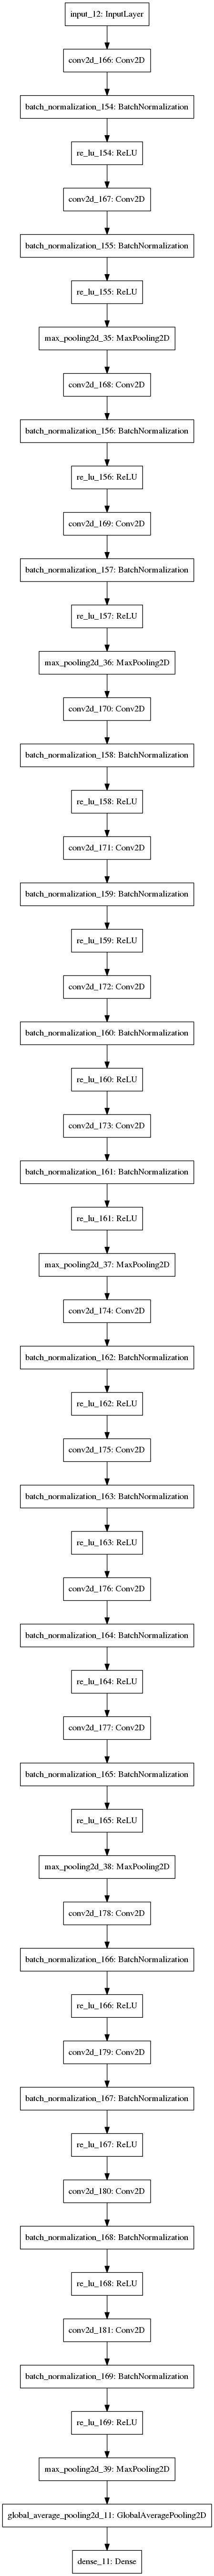 input_12: InputLayer
conv2d_166: Conv2D
batch_normalization_154: BatchNormalization
re_lu_154: ReLU
conv2d_167: Conv2D
batch_normalization_155: BatchNormalization
re_lu_155: ReLU
max_pooling2d_35: MaxPooling2D
conv2d_168: Conv2D
batch_normalization_156: BatchNormalization
re_lu_156: ReLU
conv2d_169: Conv2D
batch_normalization_157: BatchNormalization
re_lu_157: ReLU
max_pooling2d_36: MaxPooling2D
conv2d_170: Conv2D
batch_normalization_158: BatchNormalization
re_lu_158: ReLU
conv2d_171: Conv2D
batch_normalization_159: BatchNormalization
re_lu_159: ReLU
conv2d_172: Conv2D
batch_normalization_160: BatchNormalization
re_lu_160: ReLU
conv2d_173: Conv2D
batch_normalization_161: BatchNormalization
re_lu_161: ReLU
max_pooling2d_37: MaxPooling2D
conv2d_174: Conv2D
batch_normalization_162: BatchNormalization
re_lu_162: ReLU
conv2d_175: Conv2D
batch_normalization_163: BatchNormalization
re_lu_163: ReLU
conv2d_176: Conv2D
batch_normalization_164: BatchNormalization
re_lu_164: ReLU
conv2d_177: Conv2D
batch_normalization_165: BatchNormalization
re_lu_165: ReLU
max_pooling2d_38: MaxPooling2D
conv2d_178: Conv2D
batch_normalization_166: BatchNormalization
re_lu_166: ReLU
conv2d_179: Conv2D
batch_normalization_167: BatchNormalization
re_lu_167: ReLU
conv2d_180: Conv2D
batch_normalization_168: BatchNormalization
re_lu_168: ReLU
conv2d_181: Conv2D
batch_normalization_169: BatchNormalization
re_lu_169: ReLU
max_pooling2d_39: MaxPooling2D
global_average_pooling2d_11: GlobalAveragePooling2D
dense_11: Dense